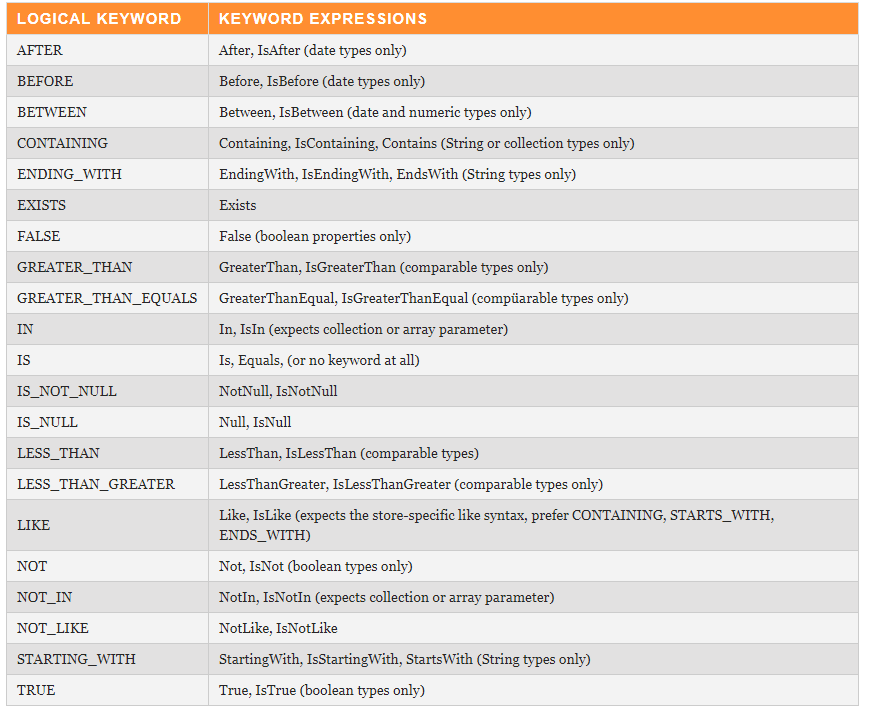 LOGICAL KEYWORD KEYWORD EXPRESSIONS
AFTER After, IsAfter (date types only)
BEFORE Before, IsBefore (date types only)
BETWEEN Between, IsBetween (date and numeric types only)
CONTAINING Containing, IsContaining, Contains (String or collection types only)
ENDING_WITH EndingWith, IsEndingWith, EndsWith (String types only)
EXISTS Exists
FALSE False (boolean properties only)
GREATER_THAN GreaterThan, IsGreaterThan (comparable types only)
GREATER_THAN_EQUALS GreaterThanEqual, IsGreaterThanEqual (compüarable types only)
IN In, IsIn (expects collection or array parameter)
IS Is, Equals, (or no keyword at all)
IS_NOT_NULL NotNull, IsNotNull
IS_NULL Null, IsNull
LESS_THAN LessThan, IsLessThan (comparable types)
LESS_THAN_GREATER LessThanGreater, IsLessThanGreater (comparable types only)
LIKE Like, IsLike (expects the store-specific like syntax, prefer CONTAINING, STARTS_WITH,
ENDS_WITH)
NOT Not, IsNot (boolean types only)
NOT_IN NotIn, IsNotIn (expects collection or array parameter)
NOT_LIKE NotLike, IsNotLike
STARTING_WITH StartingWith, IsStartingWith, StartsWith (String types only)
TRUE True, IsTrue (boolean types only)